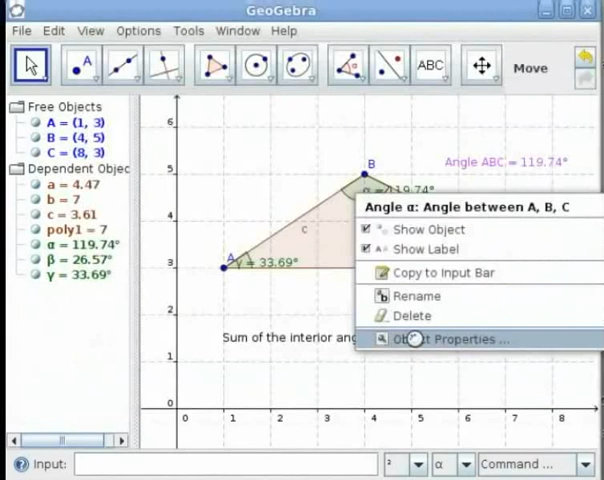 GeoGebra
File Edit View Options Tools Window Help
A ABC Move
Free Objects
A = (1, 3)
B = (4, 5)
C = (8, 3)
Dependent Objec
a = 4.47
b = 7
c = 3.61
poly1 = 7
α = 119.74°
β = 26.57°
γ = 33.69°
6
5
4
3
2
1
0
0 1 2 3 4 5 6 7 8
B
Angle ABC = 119.74°
α = 119.74°
c
A
γ = 33.69°
Sum of the interior ang
Angle α: Angle between A, B, C
Show Object
Show Label
Copy to Input Bar
Rename
Delete
Object Properties ...
Input: ² α Command ...